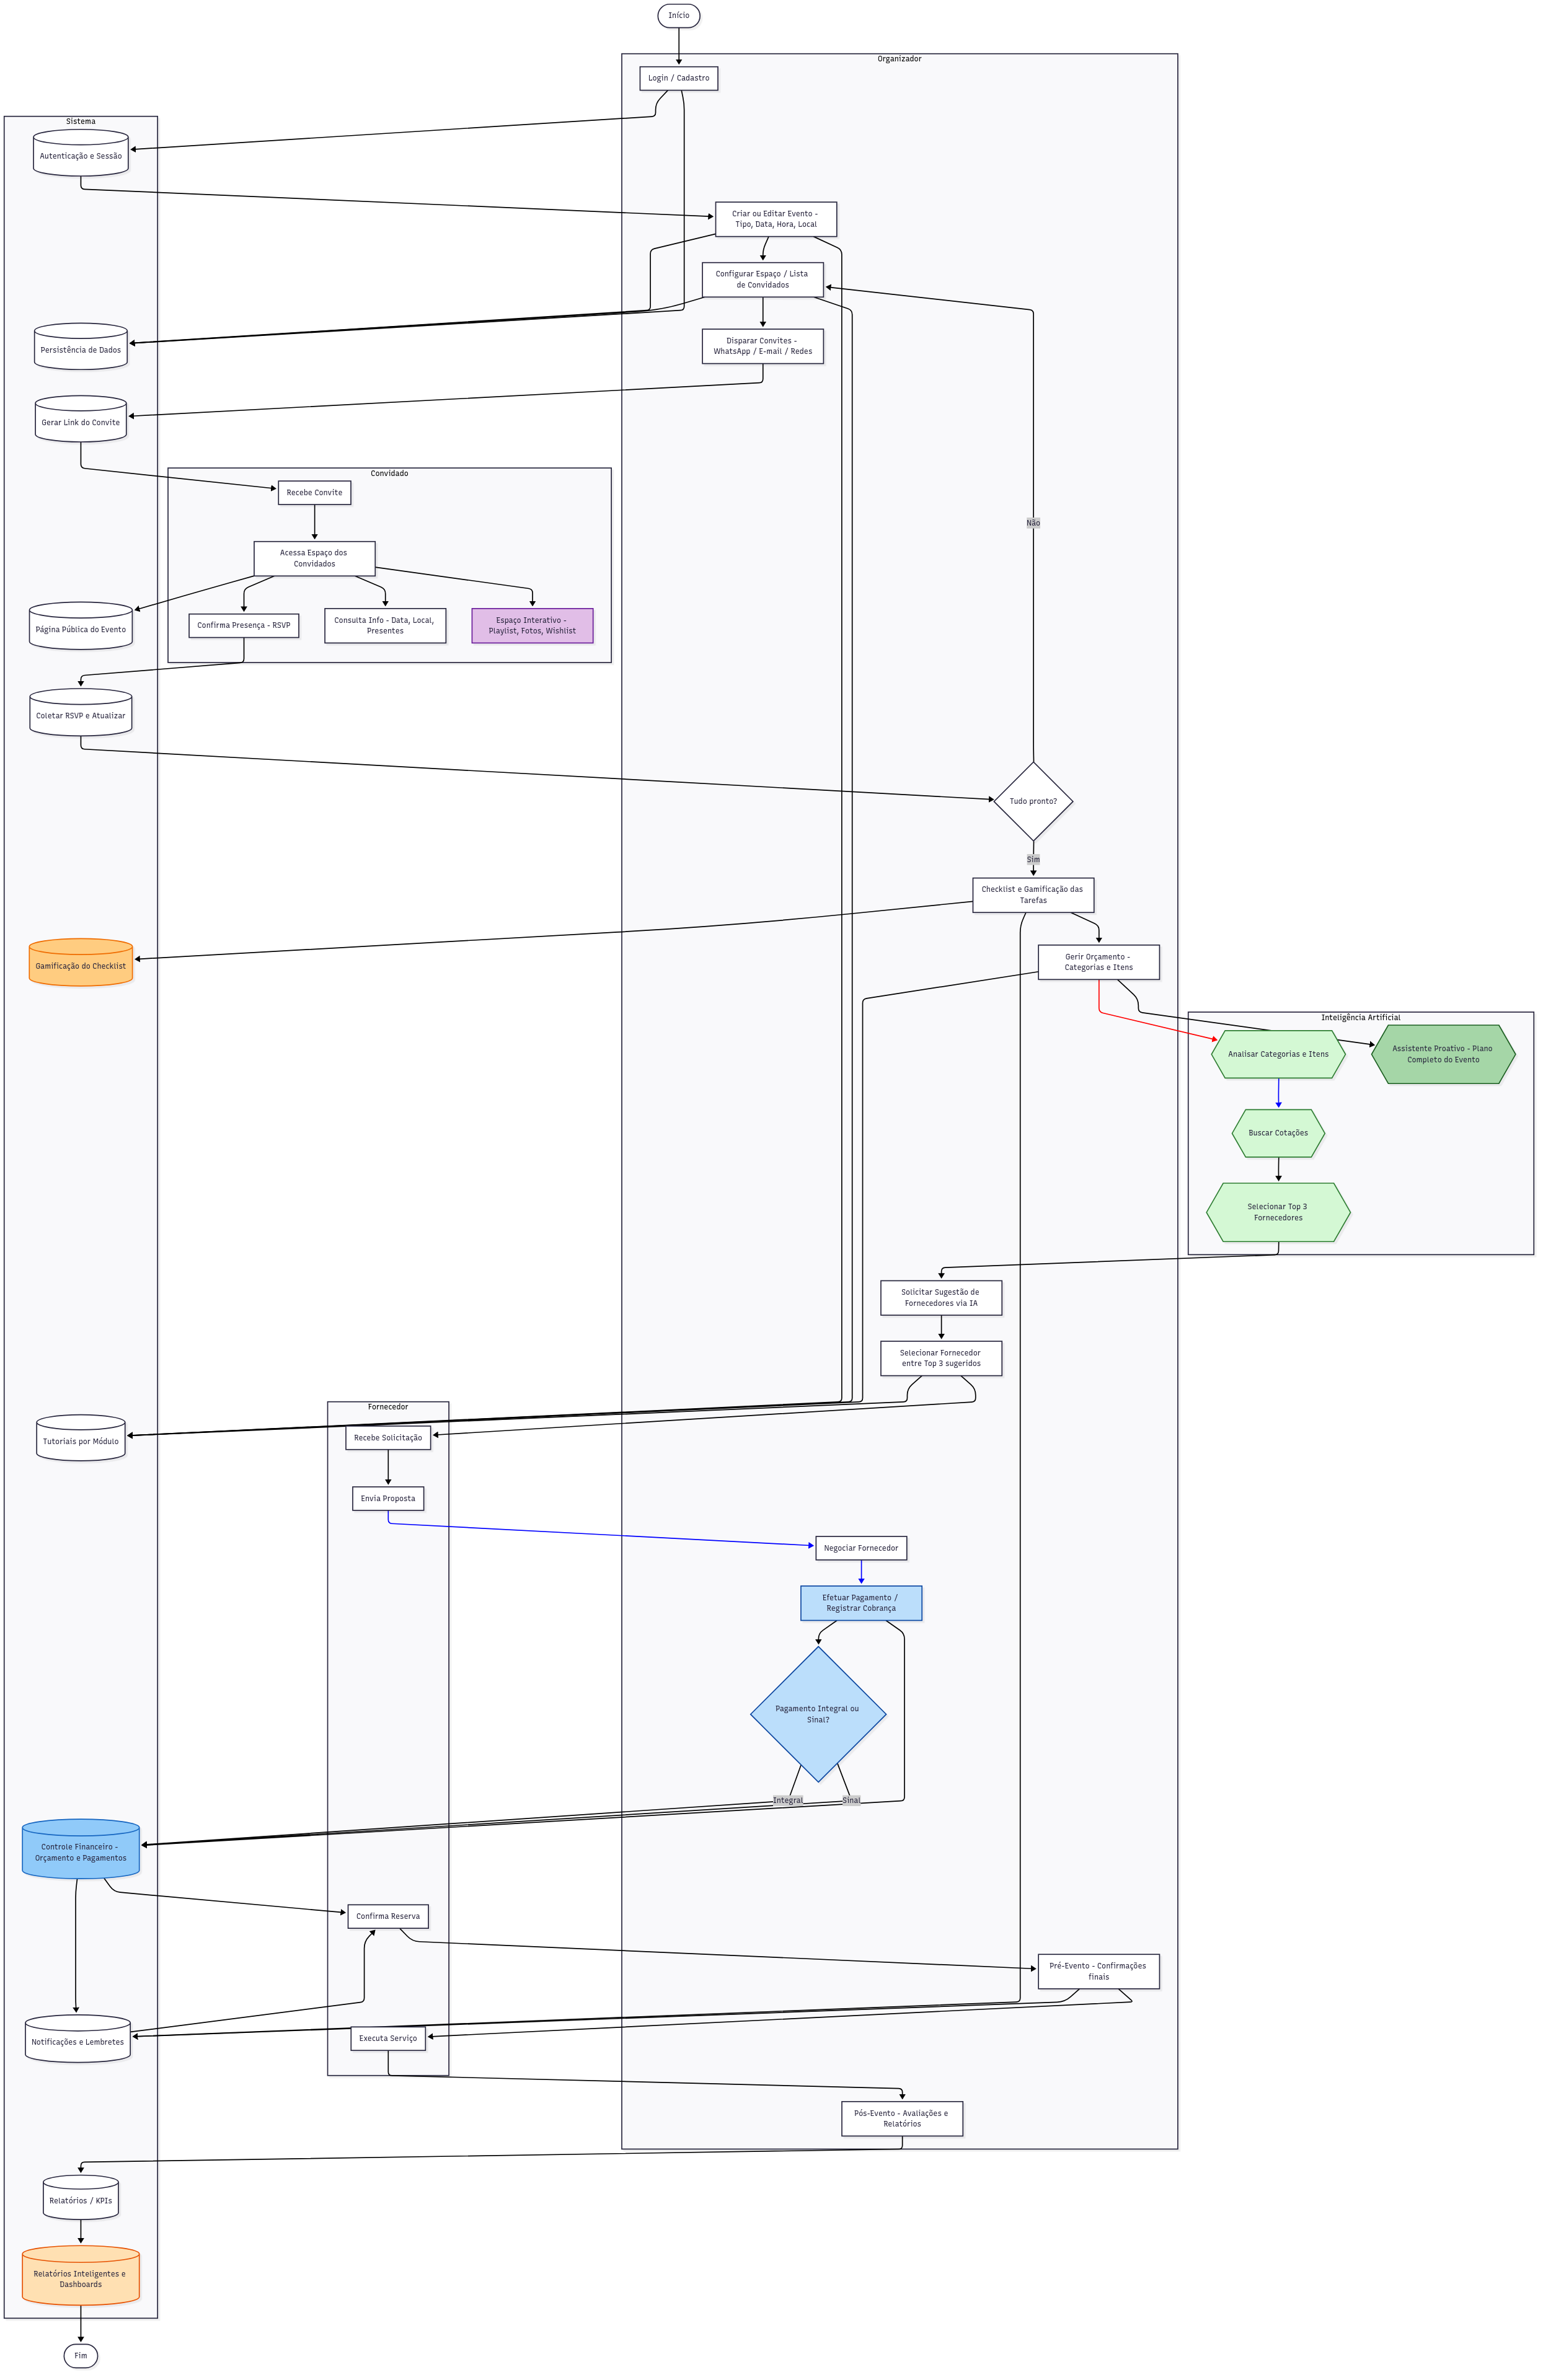 Início
Organizador
Login / Cadastro
Sistema
Autenticação e Sessão
Criar ou Editar Evento -
Tipo, Data, Hora, Local
Configurar Espaço / Lista
de Convidados
Persistência de Dados
Disparar Convites -
WhatsApp / E-mail / Redes
Gerar Link do Convite
Convidado
Recebe Convite
Não
Acessa Espaço dos
Convidados
Página Pública do Evento
Confirma Presença - RSVP
Consulta Info - Data, Local,
Presentes
Espaço Interativo -
Playlist, Fotos, Wishlist
Coletar RSVP e Atualizar
Tudo pronto?
Sim
Checklist e Gamificação das
Tarefas
Gamificação do Checklist
Gerir Orçamento -
Categorias e Itens
Inteligência Artificial
Analisar Categorias e Itens
Assistente Proativo - Plano
Completo do Evento
Buscar Cotações
Selecionar Top 3
Fornecedores
Solicitar Sugestão de
Fornecedores via IA
Selecionar Fornecedor
entre Top 3 sugeridos
Fornecedor
Tutoriais por Módulo
Recebe Solicitação
Envia Proposta
Negociar Fornecedor
Efetuar Pagamento /
Registrar Cobrança
Pagamento Integral ou
Sinal?
Integral
Sinal
Controle Financeiro -
Orçamento e Pagamentos
Confirma Reserva
Pré-Evento - Confirmações
finais
Notificações e Lembretes
Executa Serviço
Pós-Evento - Avaliações e
Relatórios
Relatórios / KPIs
Relatórios Inteligentes e
Dashboards
Fim